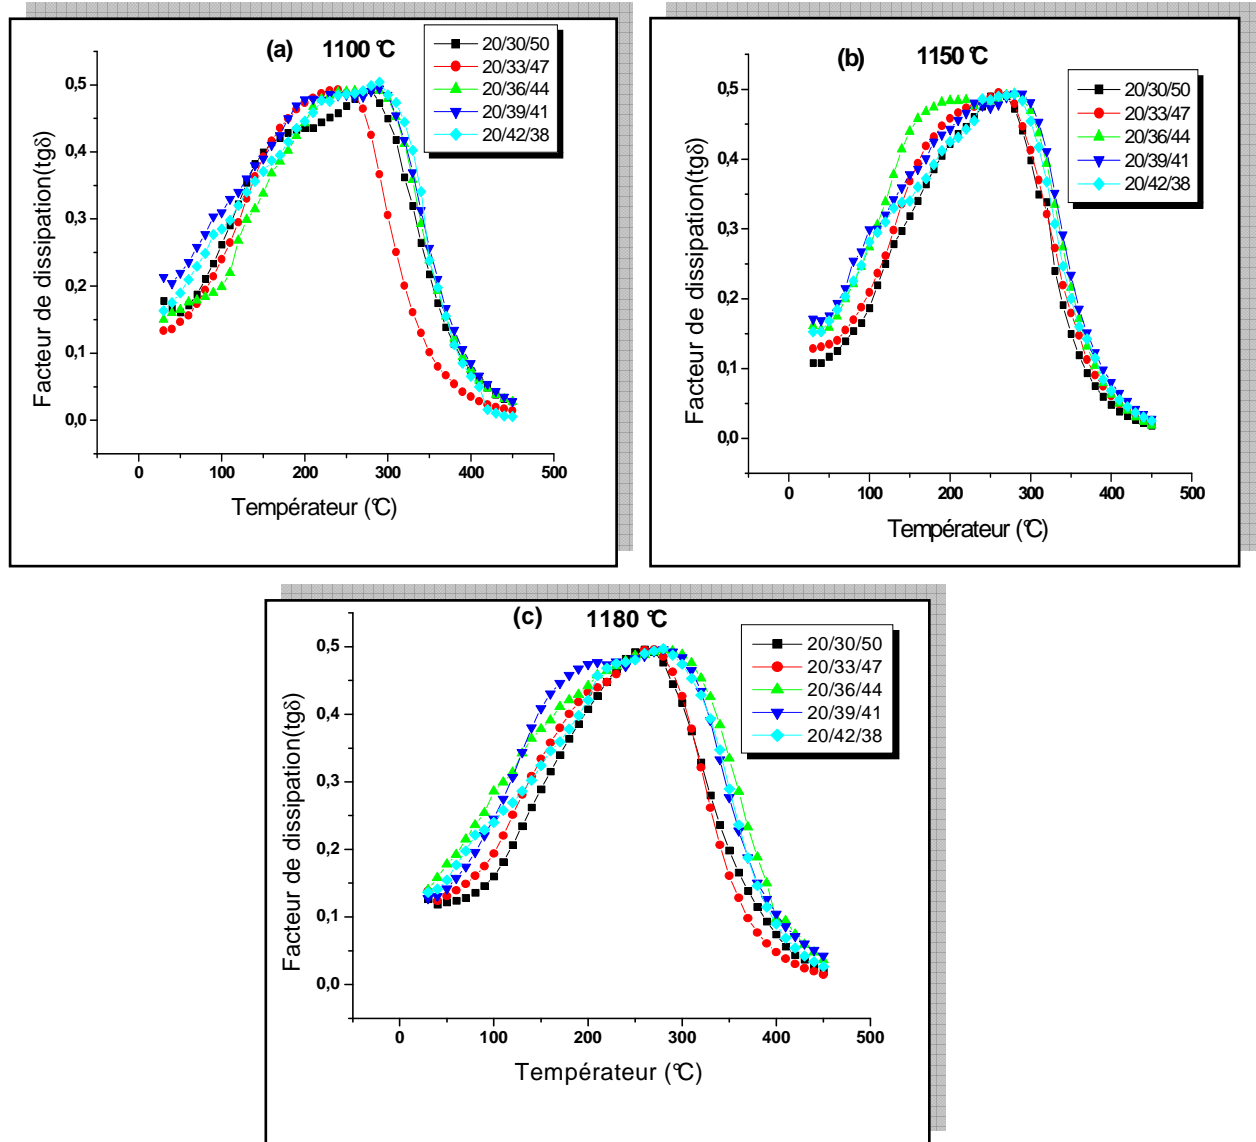 (a) 1100 °C
20/30/50
20/33/47
20/36/44
20/39/41
20/42/38
0,5
0,4
0,3
0,2
0,1
0,0
Facteur de dissipation(tgδ)
0 100 200 300 400 500
Températeur (°C)
(b) 1150 °C
20/30/50
20/33/47
20/36/44
20/39/41
20/42/38
0,5
0,4
0,3
0,2
0,1
0,0
Facteur de dissipation(tgδ)
0 100 200 300 400 500
Températeur (°C)
(c) 1180 °C
20/30/50
20/33/47
20/36/44
20/39/41
20/42/38
0,5
0,4
0,3
0,2
0,1
0,0
Facteur de dissipation(tgδ)
0 100 200 300 400 500
Températeur (°C)